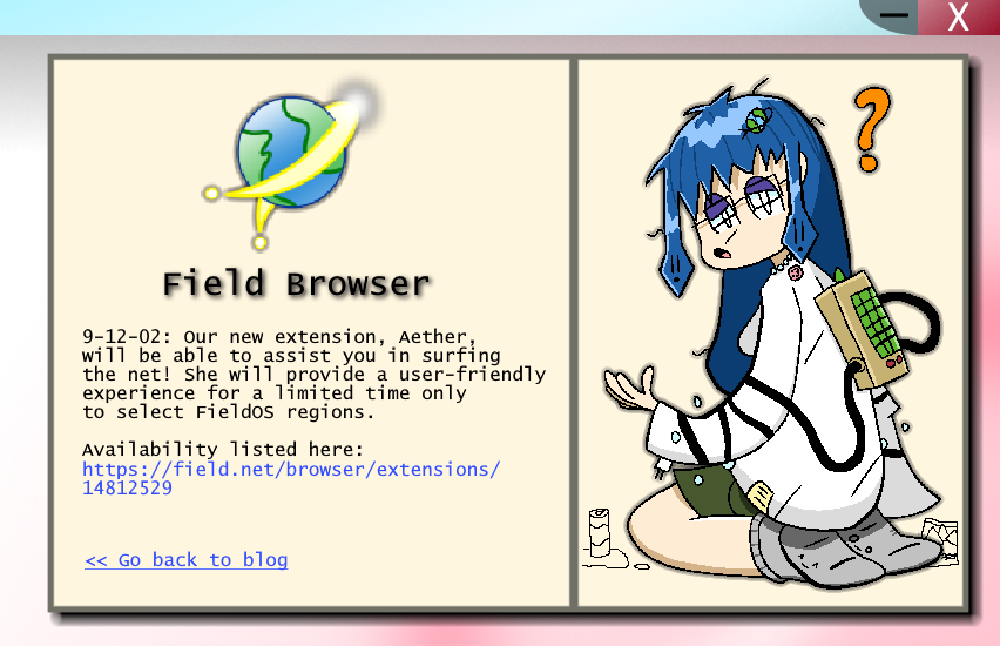 X
Field Browser
9-12-02: Our new extension, Aether,
will be able to assist you in surfing
the net! She will provide a user-friendly
experience for a limited time only
to select FieldOS regions.
Availability listed here:
https://field.net/browser/extensions/
14812529
<< Go back to blog
?